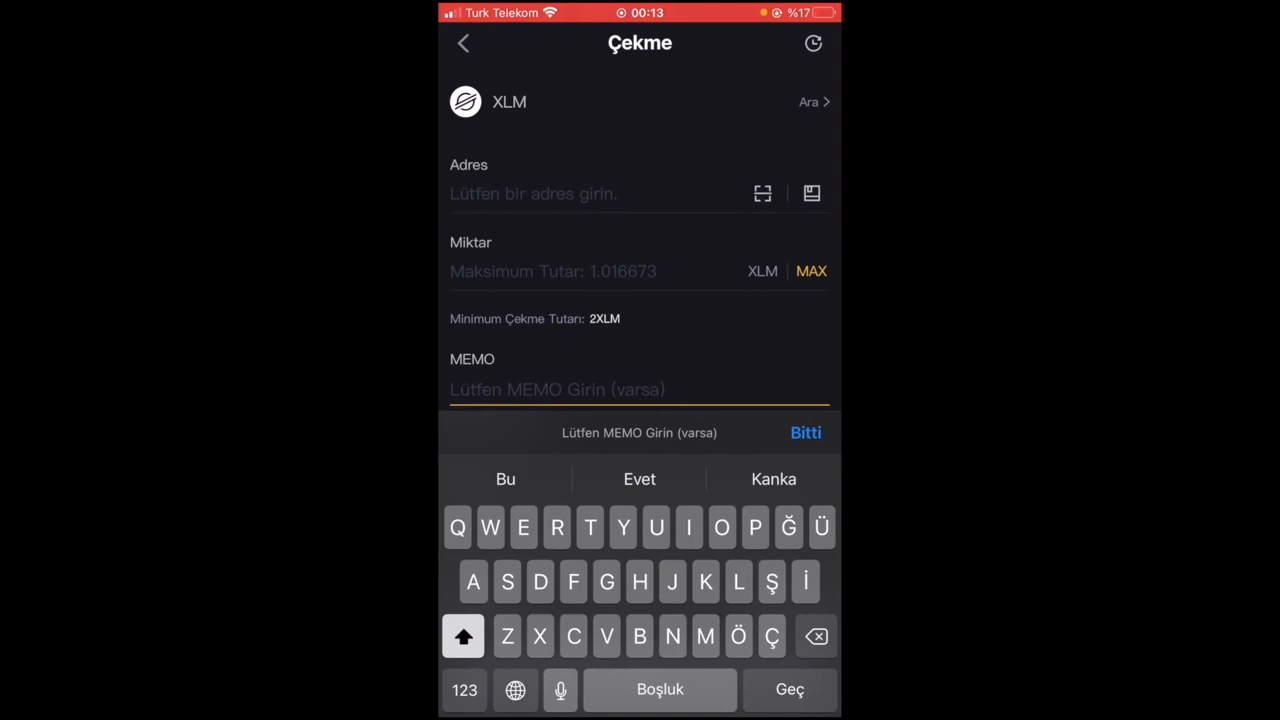 Turk Telekom 00:13 %17
Çekme
XLM Ara
Adres
Lütfen bir adres girin.
Miktar
Maksimum Tutar: 1.016673 XLM MAX
Minimum Çekme Tutarı: 2XLM
MEMO
Lütfen MEMO Girin (varsa)
Lütfen MEMO Girin (varsa) Bitti
Bu Evet Kanka
Q W E R T Y U I O P Ğ Ü
A S D F G H J K L Ş İ
Z X C V B N M Ö Ç
123 Boşluk Geç